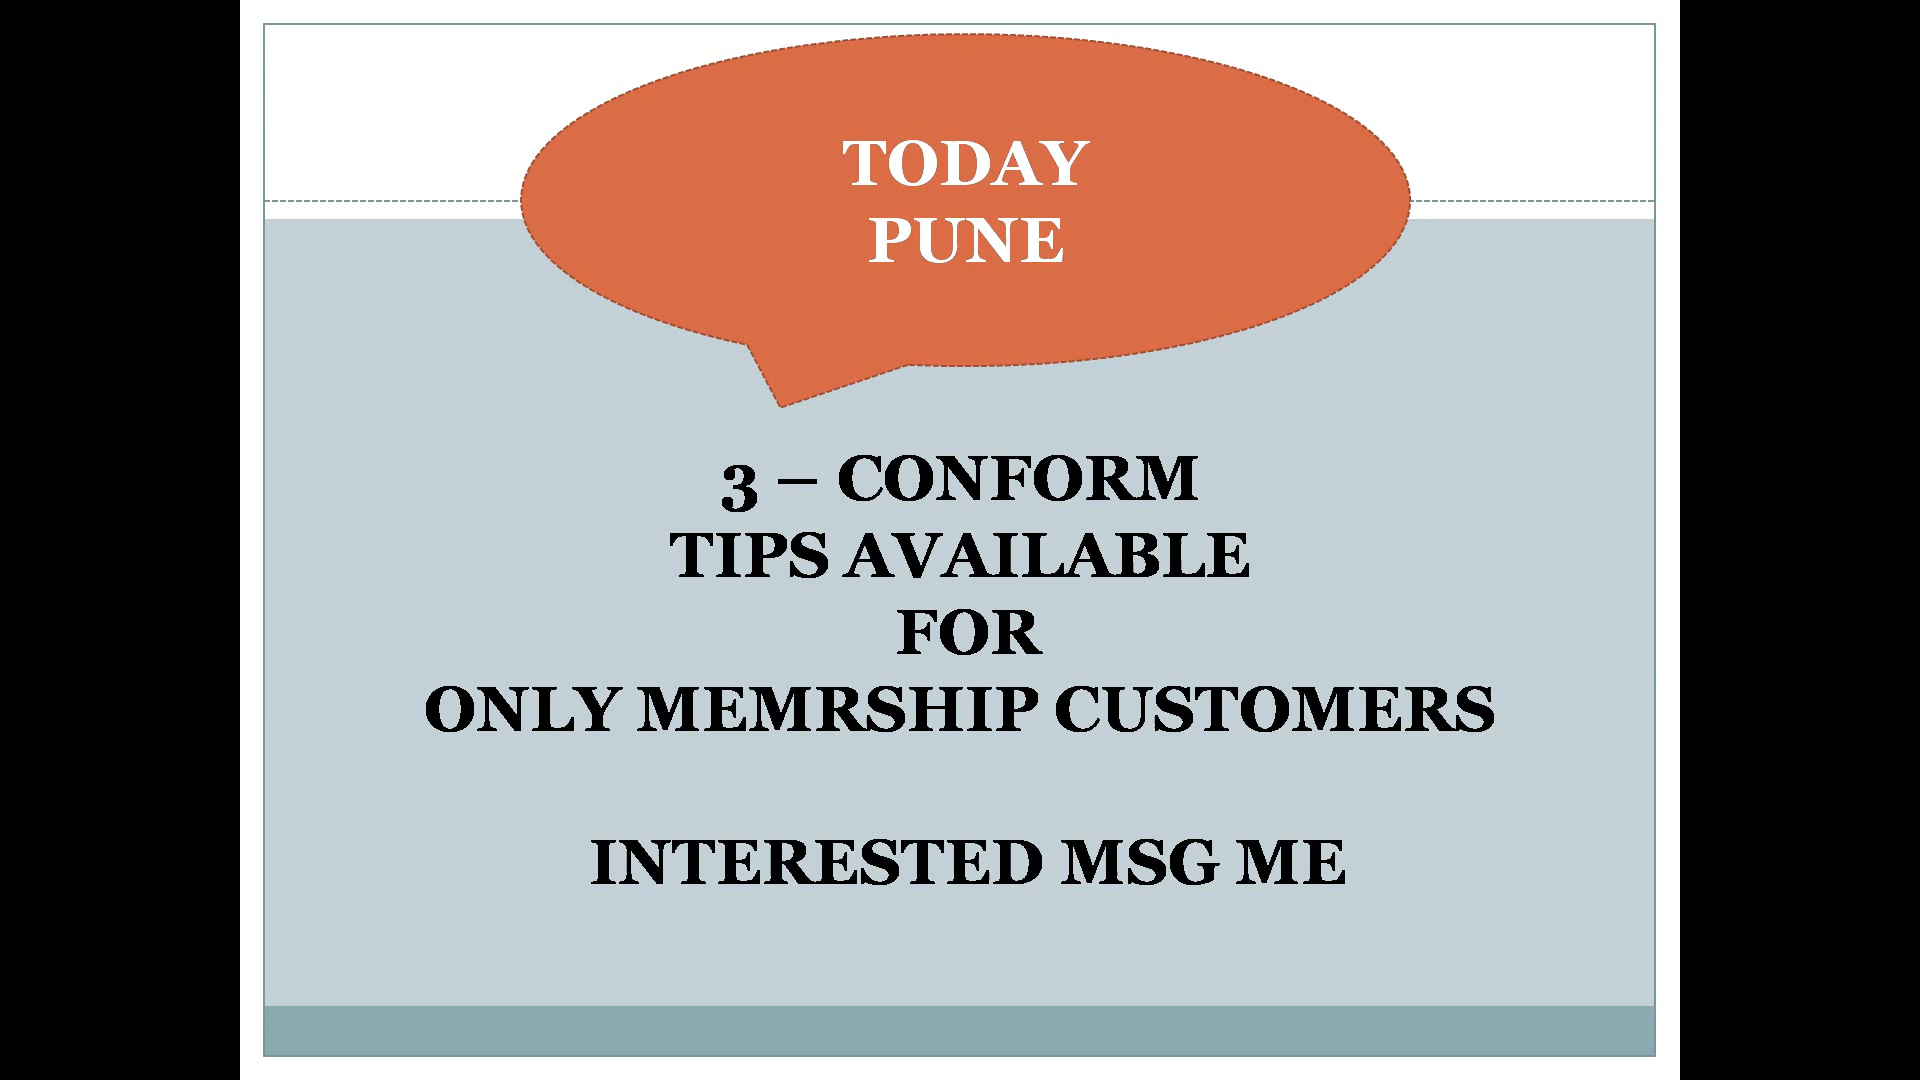 TODAY
PUNE
3 – CONFORM
TIPS AVAILABLE
FOR
ONLY MEMRSHIP CUSTOMERS
INTERESTED MSG ME